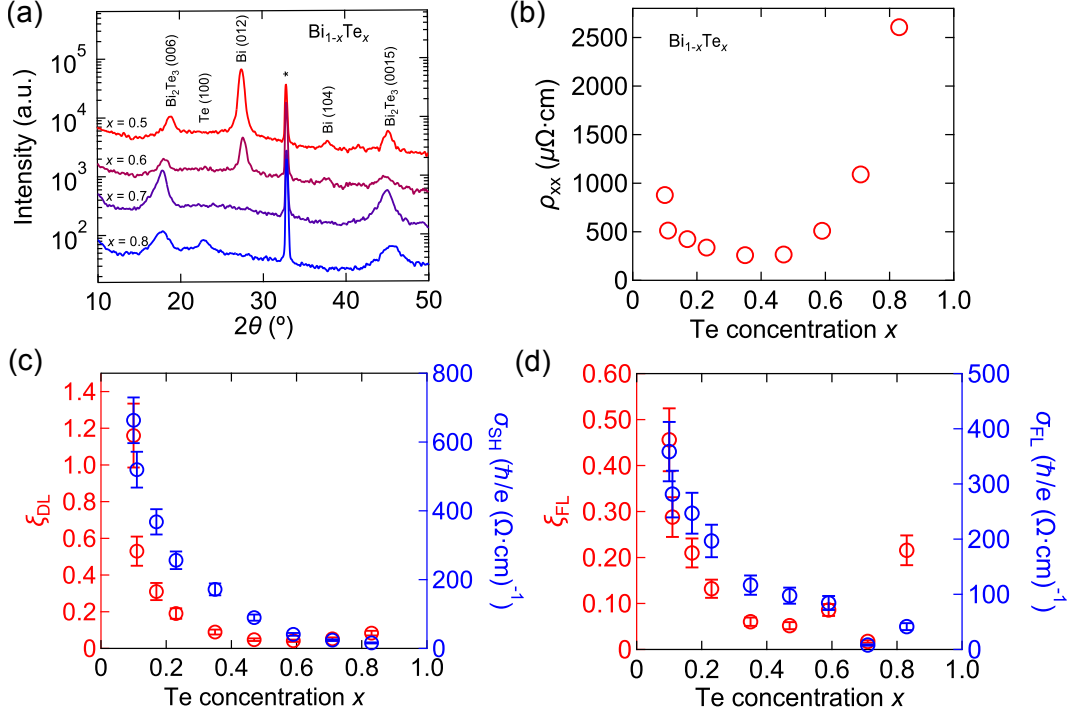 (a)
Bi1-xTex
Intensity (a.u.)
10^5
10^4
10^3
10^2
Bi2Te3 (006)
Te (100)
Bi (012)
*
Bi (104)
Bi2Te3 (0015)
x = 0.5
x = 0.6
x = 0.7
x = 0.8
10 20 30 40 50
2θ (º)
(b)
Bi1-xTex
ρxx (μΩ·cm)
2500
2000
1500
1000
500
0
0 0.2 0.4 0.6 0.8 1.0
Te concentration x
(c)
ξDL
1.4
1.2
1.0
0.8
0.6
0.4
0.2
0
800
600
400
200
0
σSH (ħ/e (Ω·cm)^-1)
0 0.2 0.4 0.6 0.8 1.0
Te concentration x
(d)
ξFL
0.60
0.50
0.40
0.30
0.20
0.10
0
500
400
300
200
100
0
σFL (ħ/e (Ω·cm)^-1)
0 0.2 0.4 0.6 0.8 1.0
Te concentration x